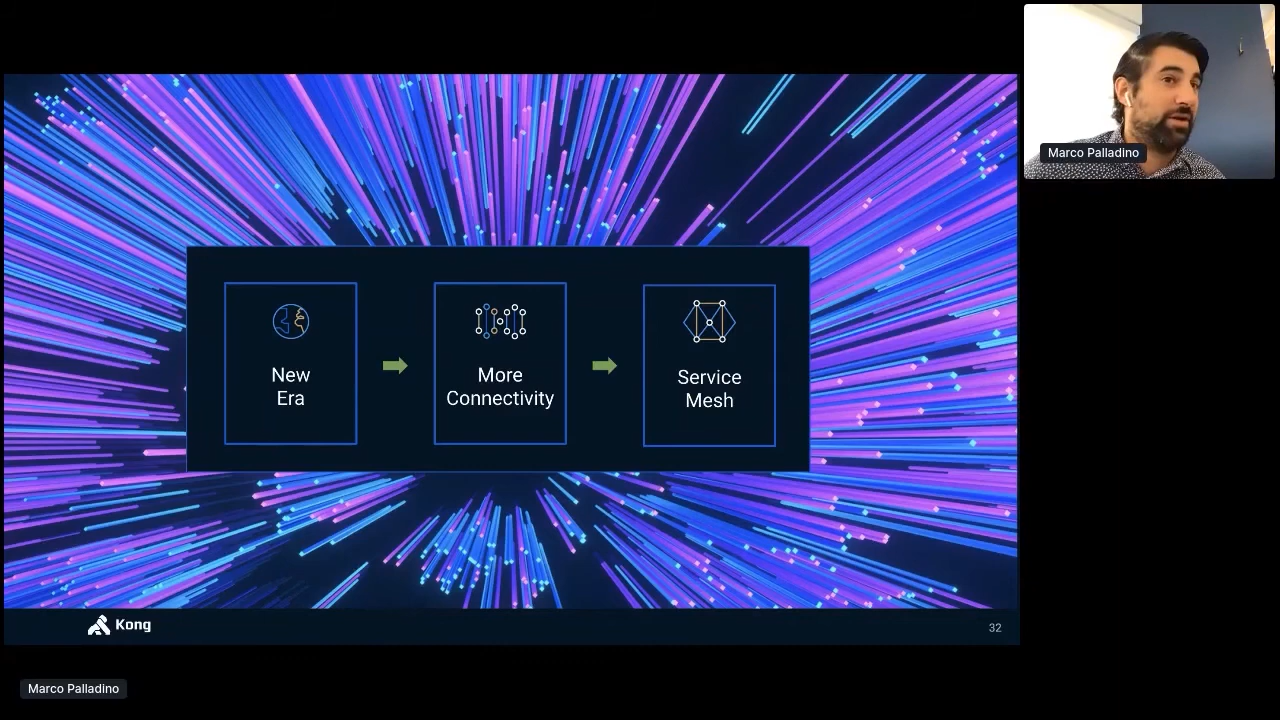 Marco Palladino
New
Era
More
Connectivity
Service
Mesh
Kong
32
Marco Palladino